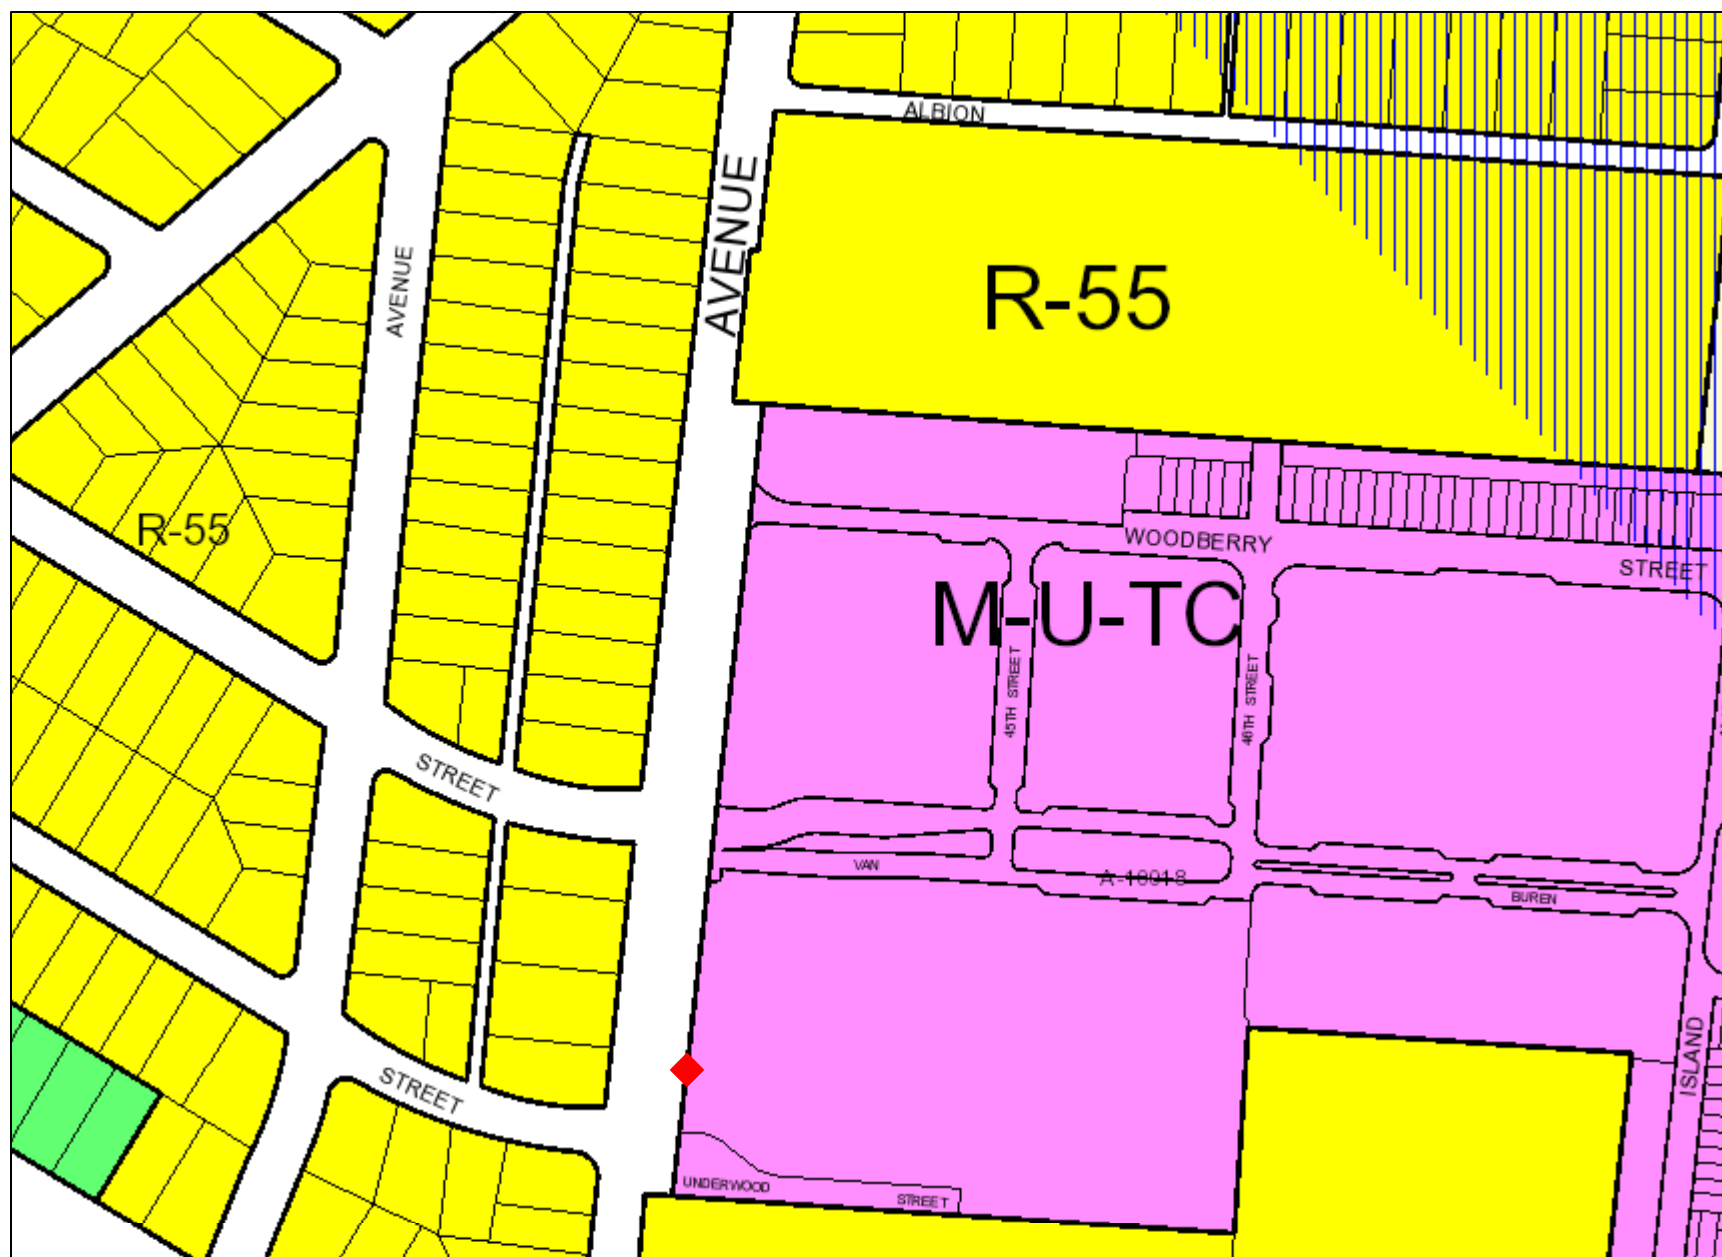 ALBION
AVENUE
AVENUE
R-55
R-55
WOODBERRY
STREET
M-U-TC
45TH STREET
46TH STREET
STREET
VAN
A-10018
BUREN
ISLAND
STREET
UNDERWOOD
STREET